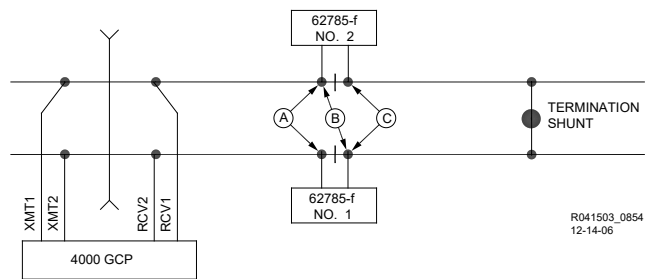 62785-f
NO. 2
A
B
C
TERMINATION
SHUNT
XMT1
XMT2
RCV2
RCV1
62785-f
NO. 1
4000 GCP
R041503_0854
12-14-06